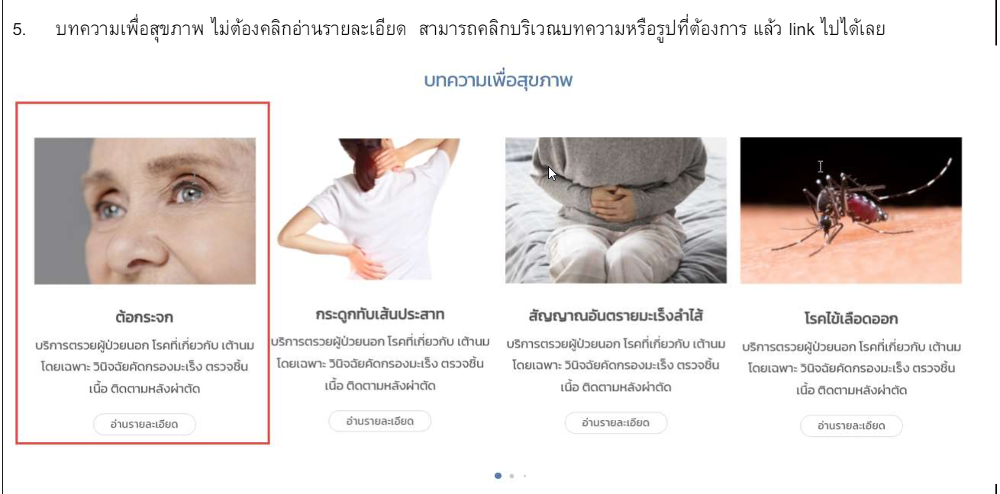 5. บทความเพื่อสุขภาพ ไม่ต้องคลิกอ่านรายละเอียด สามารถคลิกบริเวณบทความหรือรูปที่ต้องการ แล้ว link ไปได้เลย
บทความเพื่อสุขภาพ
ต้อกระจก
บริการตรวยผู้ป่วยนอก โรคที่เกี่ยวกับ เต้านม
โดยเฉพาะ วินิจฉัยคัดกรองมะเร็ง ตรวจชิ้น
เนื้อ ติดตามหลังผ่าตัด
อ่านรายละเอียด
กระดูกทับเส้นประสาท
บริการตรวยผู้ป่วยนอก โรคที่เกี่ยวกับ เต้านม
โดยเฉพาะ วินิจฉัยคัดกรองมะเร็ง ตรวจชิ้น
เนื้อ ติดตามหลังผ่าตัด
อ่านรายละเอียด
สัญญาณอันตรายมะเร็งลำไส้
บริการตรวยผู้ป่วยนอก โรคที่เกี่ยวกับ เต้านม
โดยเฉพาะ วินิจฉัยคัดกรองมะเร็ง ตรวจชิ้น
เนื้อ ติดตามหลังผ่าตัด
อ่านรายละเอียด
โรคไข้เลือดออก
บริการตรวยผู้ป่วยนอก โรคที่เกี่ยวกับ เต้านม
โดยเฉพาะ วินิจฉัยคัดกรองมะเร็ง ตรวจชิ้น
เนื้อ ติดตามหลังผ่าตัด
อ่านรายละเอียด